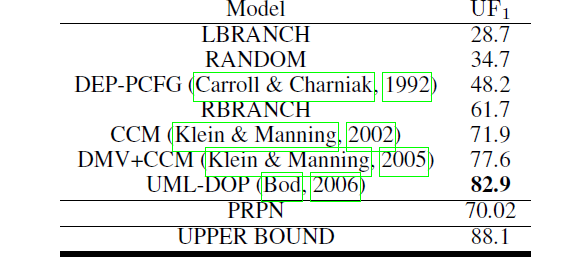 Model UF1
LBRANCH 28.7
RANDOM 34.7
DEP-PCFG (Carroll & Charniak, 1992) 48.2
RBRANCH 61.7
CCM (Klein & Manning, 2002) 71.9
DMV+CCM (Klein & Manning, 2005) 77.6
UML-DOP (Bod, 2006) 82.9
PRPN 70.02
UPPER BOUND 88.1